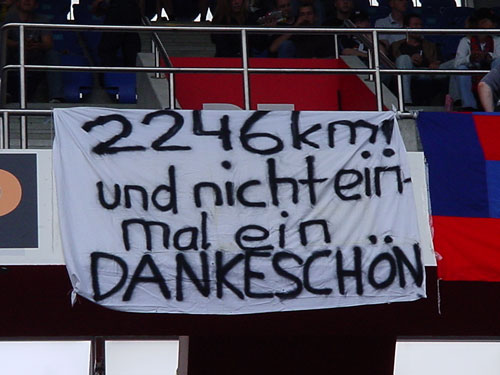 2246km!
und nicht ein-
mal ein
DANKESCHÖN